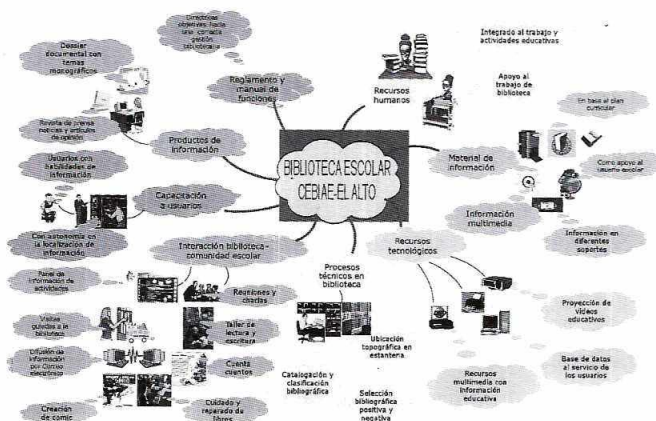 Directrices
objetivas hacia
una correcta
gestión
bibliotecaria
Dossier
documental con
temas
monográficos
Reglamento y
manual de
funciones
Revista de prensa
noticias y artículos
de opinión
Productos de
información
Usuarios con
habilidades de
información
Capacitación
a usuarios
Con autonomía en
la localización de
información
Interacción biblioteca-
comunidad escolar
Panel de
información de
actividades
Reuniones y
charlas
Visitas
guiadas a la
biblioteca
Taller de
lectura y
escritura
Difusión de
información
por Correo
electrónico
Cuenta
cuentos
Creación
de comic
Cuidado y
reparado de
libros
BIBLIOTECA ESCOLAR
CEBIAE-EL ALTO
Recursos
humanos
Integrado al trabajo y
actividades educativas
Apoyo al
trabajo de
biblioteca
Material de
información
En base al plan
curricular
Como apoyo al
usuario escolar
Información
multimedia
Información en
diferentes
soportes
Recursos
tecnológicos
Proyección de
videos
educativos
Base de datos
al servicio de
los usuarios
Recursos
multimedia con
información
educativa
Procesos
técnicos en
biblioteca
Ubicación
topográfica en
estantería
Catalogación y
clasificación
bibliográfica
Selección
bibliográfica
positiva y
negativa